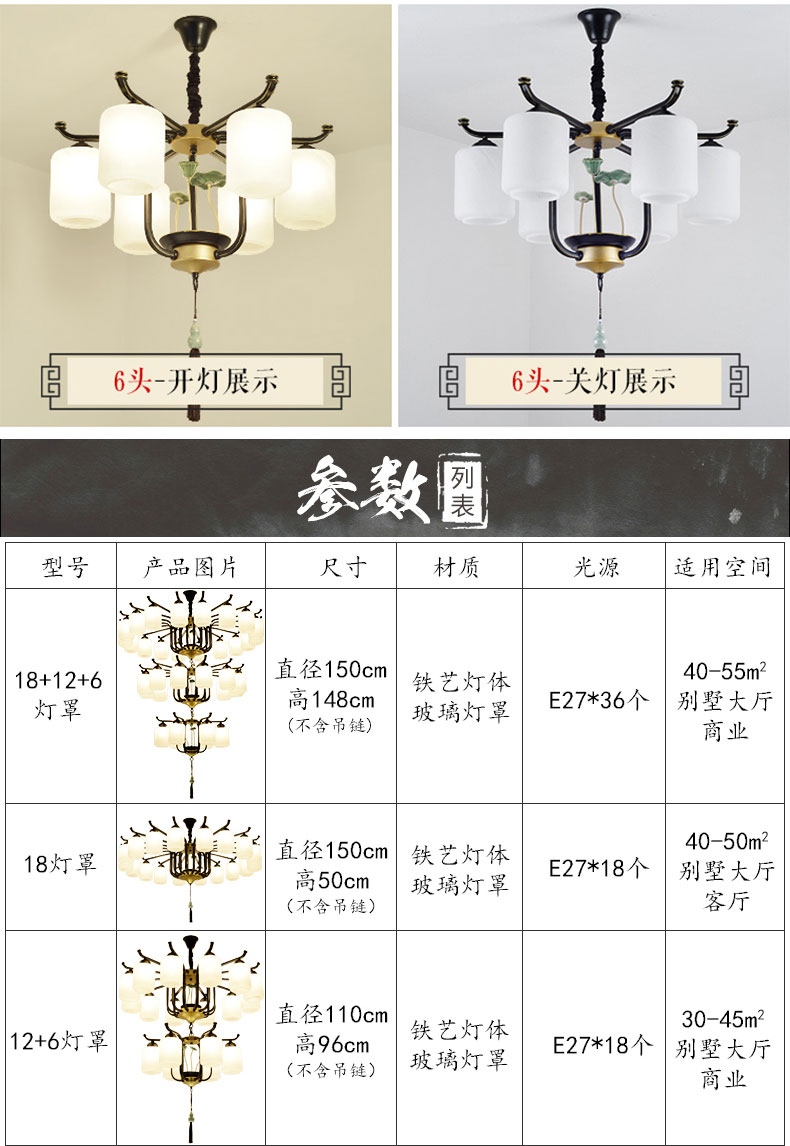 6头-开灯展示
6头-关灯展示
参数
列表
型号
产品图片
尺寸
材质
光源
适用空间
18+12+6
灯罩
直径150cm
高148cm
(不含吊链)
铁艺灯体
玻璃灯罩
E27*36个
40-55m²
别墅大厅
商业
18灯罩
直径150cm
高50cm
(不含吊链)
铁艺灯体
玻璃灯罩
E27*18个
40-50m²
别墅大厅
客厅
12+6灯罩
直径110cm
高96cm
(不含吊链)
铁艺灯体
玻璃灯罩
E27*18个
30-45m²
别墅大厅
商业